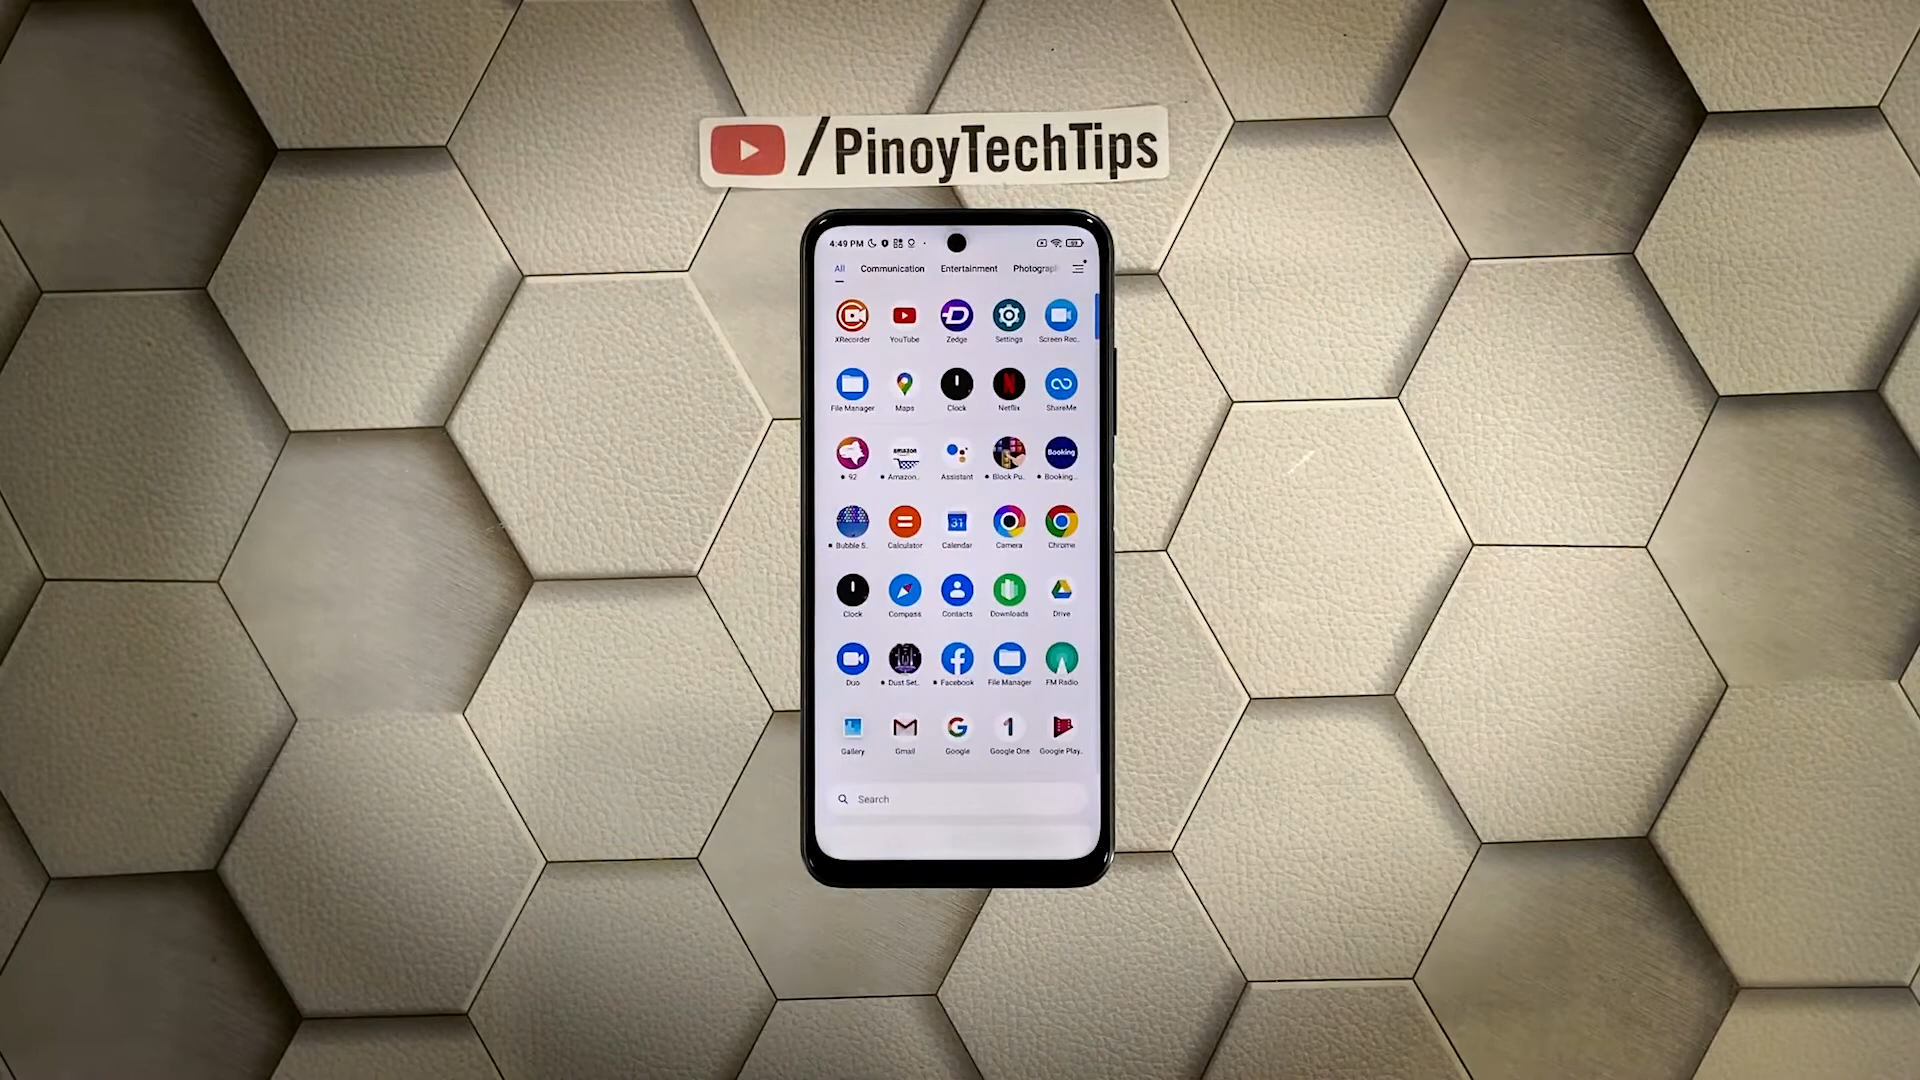 /PinoyTechTips
4:49 PM
All Communication Entertainment Photograp
XRecorder YouTube Zedge Settings Screen Rec..
File Manager Maps Clock Netflix ShareMe
amazon Booking
92 Amazon.. Assistant Block Pu.. Booking...
31
Bubble S.. Calculator Calendar Camera Chrome
Clock Compass Contacts Downloads Drive
Duo Dust Set.. Facebook File Manager FM Radio
Gallery Gmail Google Google One Google Play..
Search